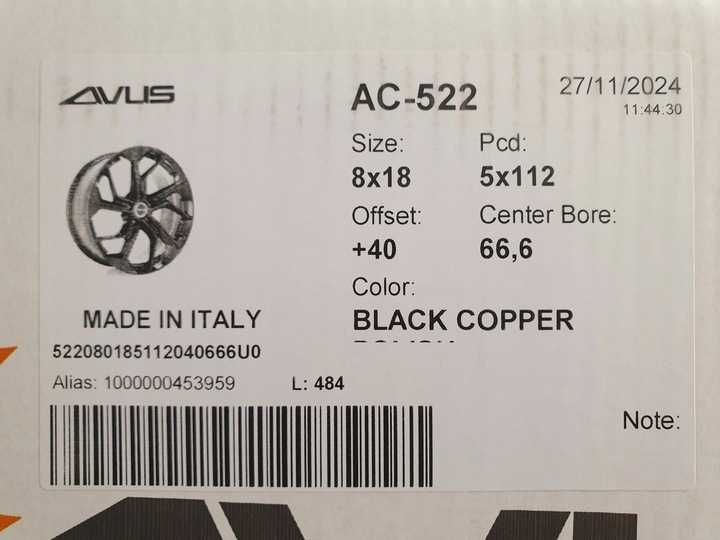 AVUS
AC-522
27/11/2024
11:44:30
Size:
Pcd:
8x18
5x112
Offset:
Center Bore:
+40
66,6
Color:
BLACK COPPER
MADE IN ITALY
522080185112040666U0
Alias: 1000000453959
L: 484
Note: